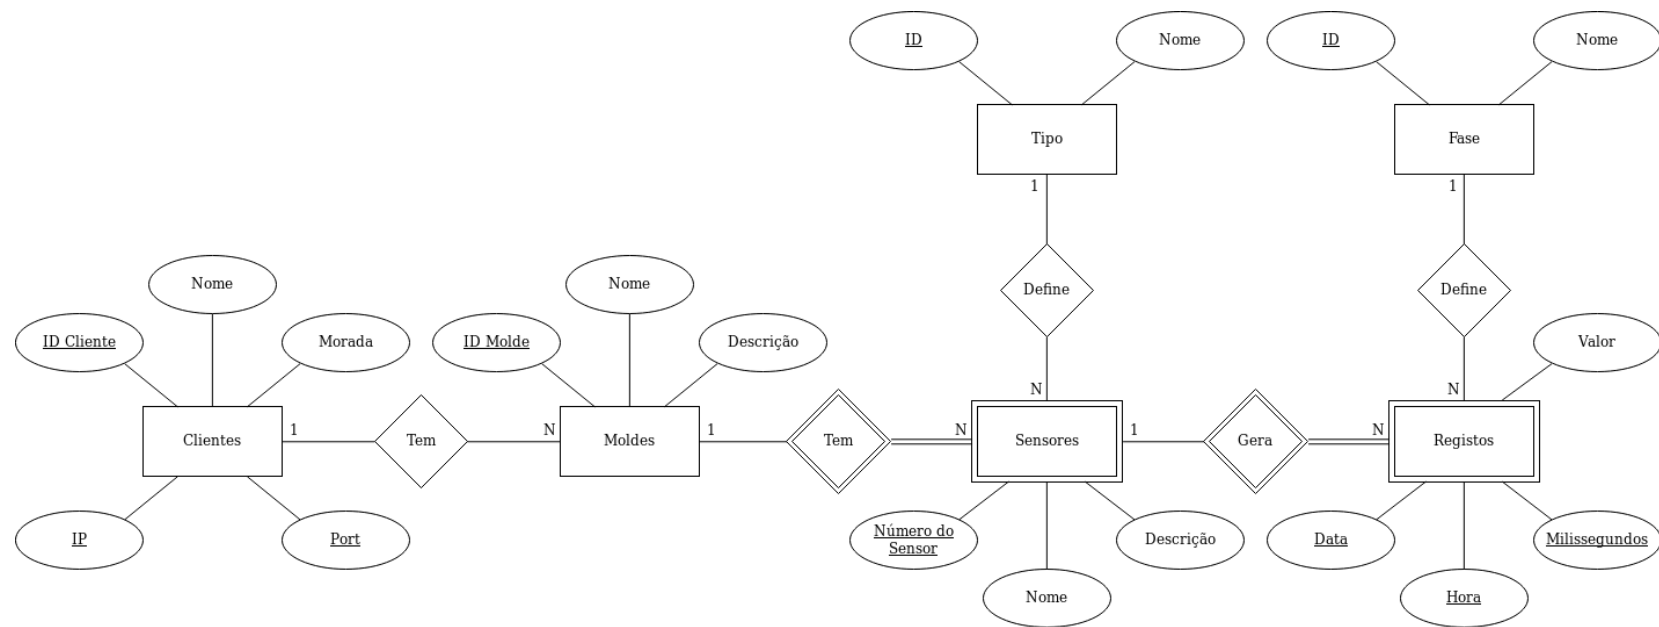 ID
Nome
ID
Nome
Tipo
Fase
1
1
Define
Define
Nome
Nome
ID Cliente
Morada
ID Molde
Descrição
Valor
N
N
Clientes
1
Tem
N
Moldes
1
Tem
N
Sensores
1
Gera
N
Registos
IP
Port
Número do
Sensor
Descrição
Data
Milissegundos
Nome
Hora